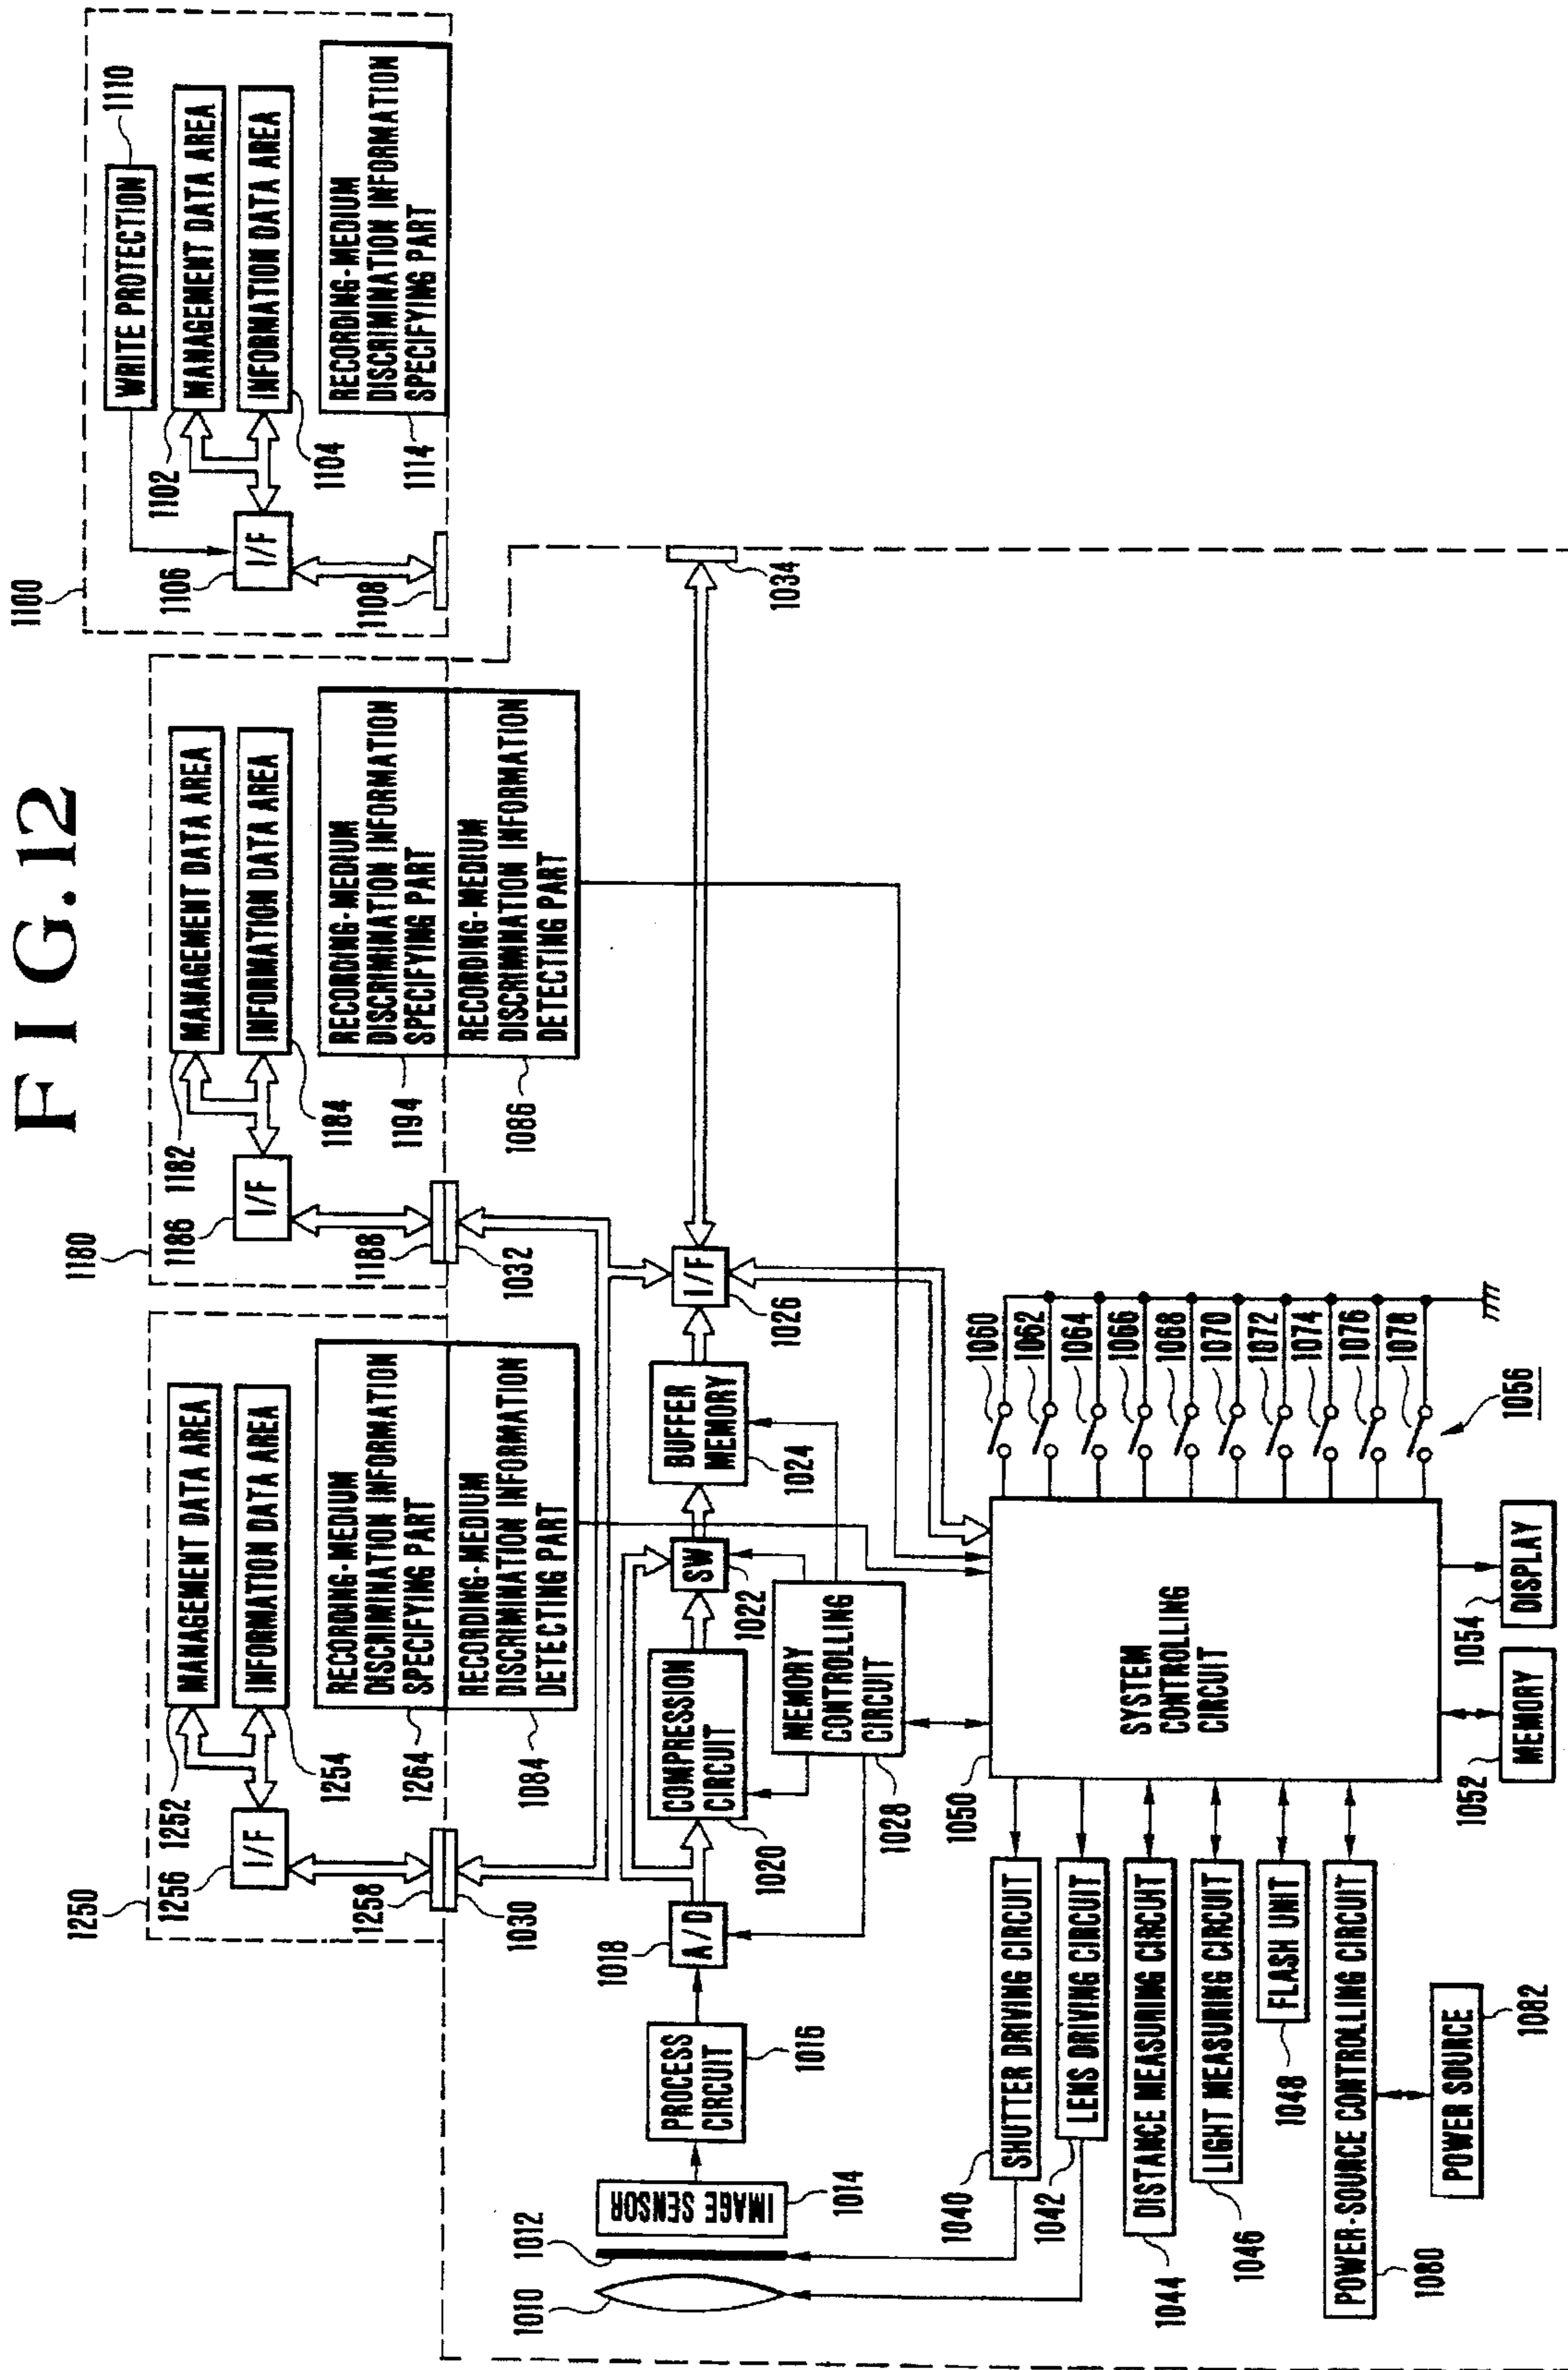 FIG.12
1250
1252
MANAGEMENT DATA AREA
INFORMATION DATA AREA
1254
1256
I/F
1258
1030
RECORDING-MEDIUM
DISCRIMINATION INFORMATION
SPECIFYING PART
1264
RECORDING-MEDIUM
DISCRIMINATION INFORMATION
DETECTING PART
1084
1180
1182
MANAGEMENT DATA AREA
INFORMATION DATA AREA
1184
1186
I/F
1188
1032
RECORDING-MEDIUM
DISCRIMINATION INFORMATION
SPECIFYING PART
1194
RECORDING-MEDIUM
DISCRIMINATION INFORMATION
DETECTING PART
1086
1100
WRITE PROTECTION
1110
1102
MANAGEMENT DATA AREA
INFORMATION DATA AREA
1104
1106
I/F
1108
RECORDING-MEDIUM
DISCRIMINATION INFORMATION
SPECIFYING PART
1114
1010
1012
IMAGE SENSOR
1014
PROCESS
CIRCUIT
1016
A/D
1018
COMPRESSION
CIRCUIT
1020
SW
1022
BUFFER
MEMORY
1024
I/F
1026
1034
MEMORY
CONTROLLING
CIRCUIT
1028
1040
SHUTTER DRIVING CIRCUIT
1042
LENS DRIVING CIRCUIT
1044
DISTANCE MEASURING CIRCUIT
LIGHT MEASURING CIRCUIT
1046
FLASH UNIT
1048
POWER-SOURCE CONTROLLING CIRCUIT
1080
POWER SOURCE
1082
1050
SYSTEM
CONTROLLING
CIRCUIT
1052
MEMORY
1054
DISPLAY
1060
1062
1064
1066
1068
1070
1072
1074
1076
1078
1056